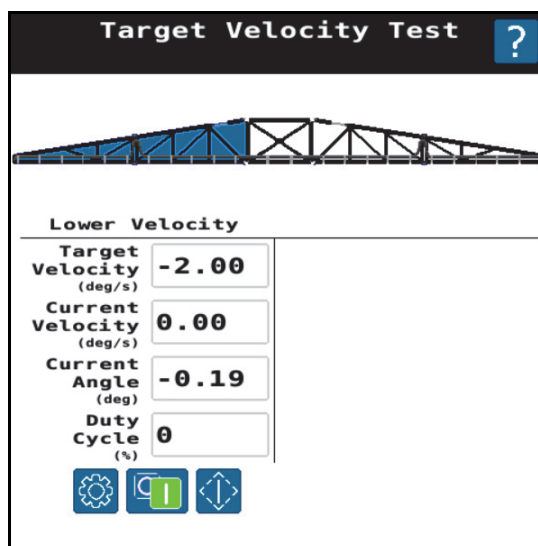 Target Velocity Test
?
Lower Velocity
Target
Velocity
(deg/s)
-2.00
Current
Velocity
(deg/s)
0.00
Current
Angle
(deg)
-0.19
Duty
Cycle
(%)
0